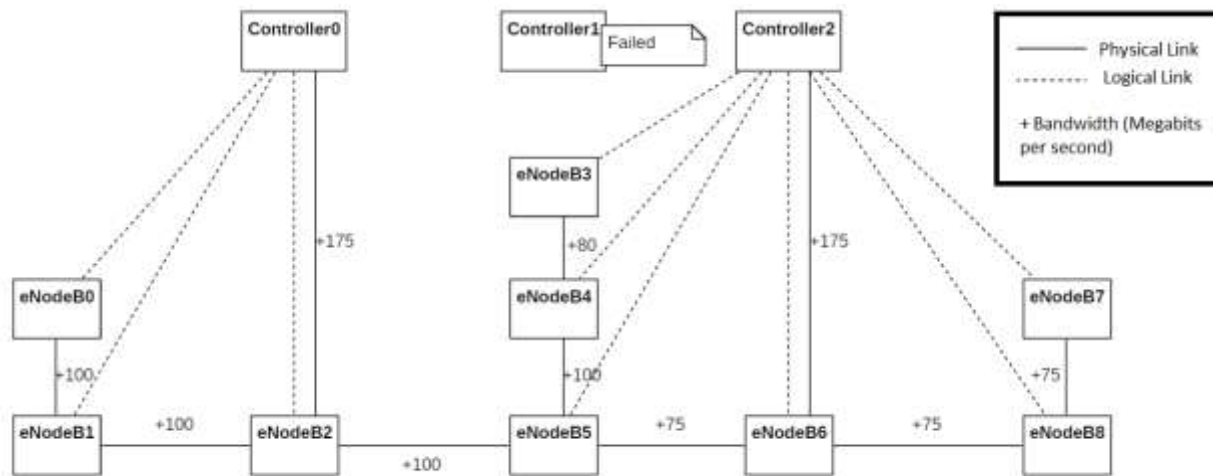 Controller0
Controller1
Failed
Controller2
Physical Link
Logical Link
+ Bandwidth (Megabits
per second)
eNodeB3
+175
+80
+175
eNodeB0
eNodeB4
eNodeB7
+100
+100
+75
eNodeB1
+100
eNodeB2
+100
eNodeB5
+75
eNodeB6
+75
eNodeB8